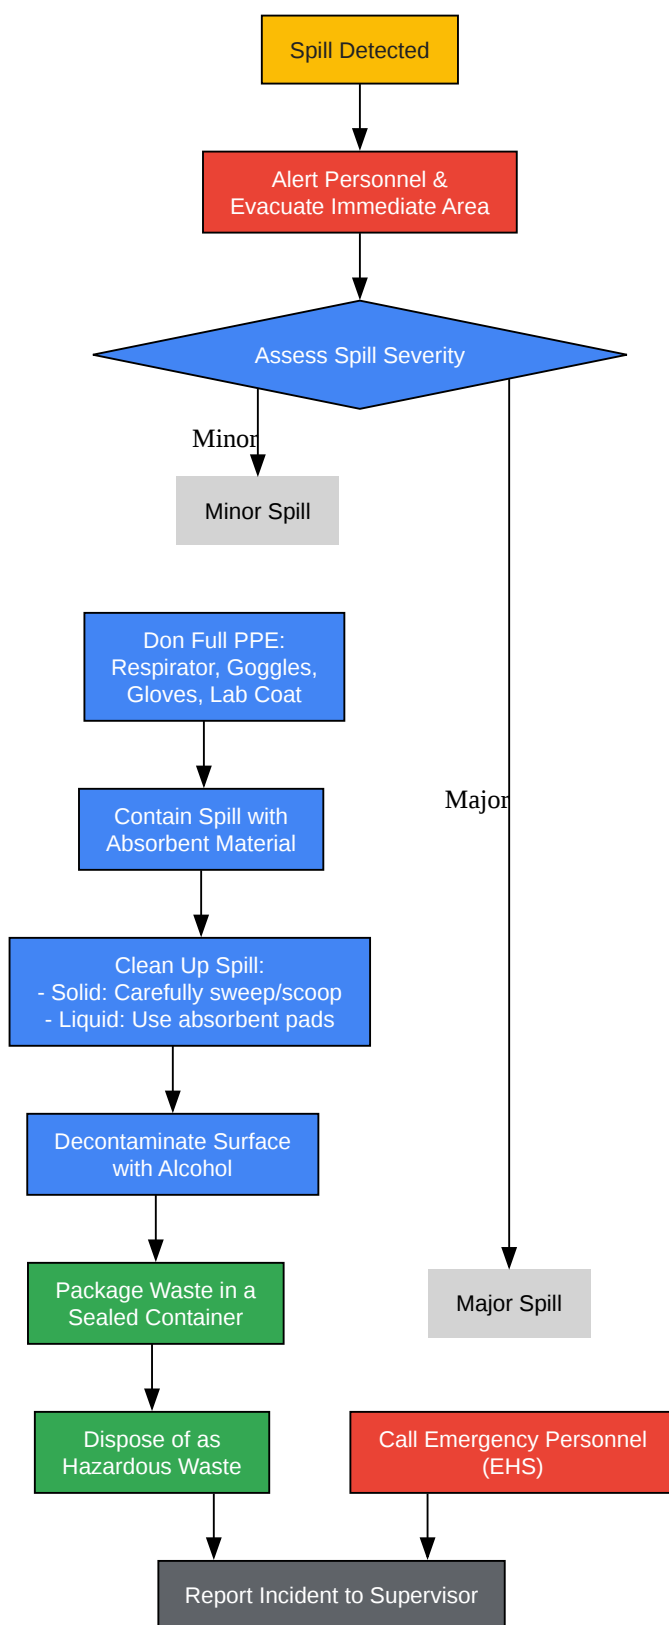 Spill Detected
Alert Personnel &
Evacuate Immediate Area
Assess Spill Severity
Minor
Minor Spill
Don Full PPE:
Respirator, Goggles,
Gloves, Lab Coat
Major
Contain Spill with
Absorbent Material
Clean Up Spill:
- Solid: Carefully sweep/scoop
- Liquid: Use absorbent pads
Decontaminate Surface
with Alcohol
Package Waste in a
Sealed Container
Major Spill
Dispose of as
Hazardous Waste
Call Emergency Personnel
(EHS)
Report Incident to Supervisor